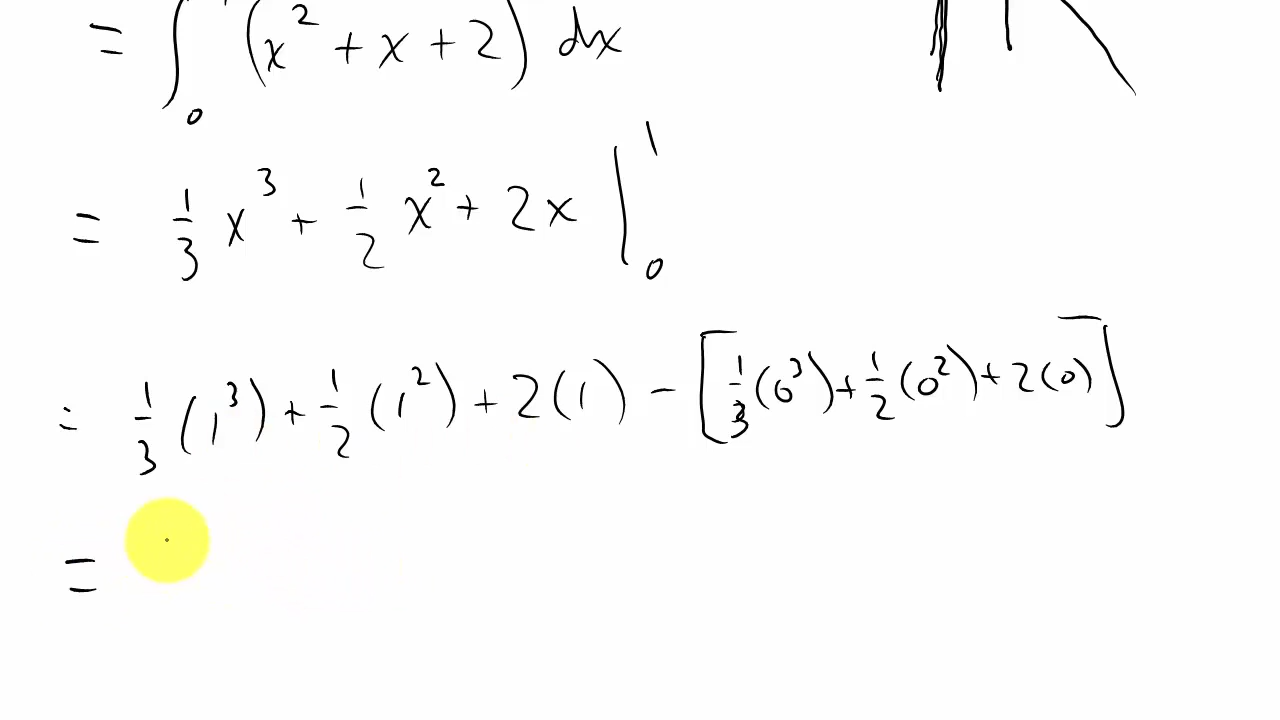 = ∫₀¹ (x² + x + 2) dx
= 1/3 x³ + 1/2 x² + 2x |₀¹
= 1/3 (1³) + 1/2 (1²) + 2(1) - [1/3 (0³) + 1/2 (0²) + 2(0)]
=